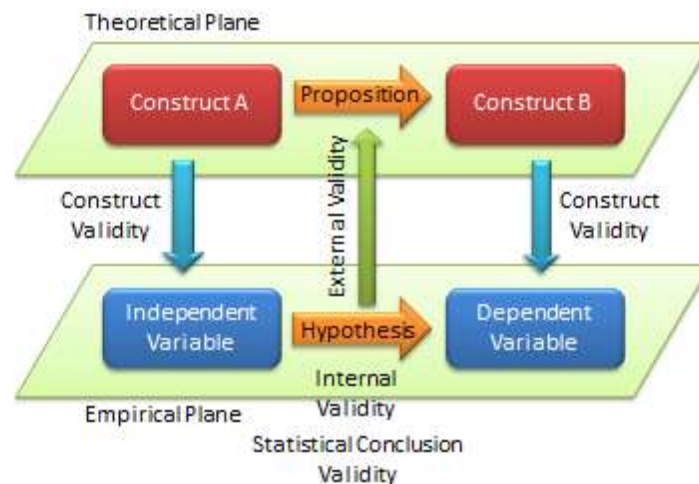 Theoretical Plane
Construct A
Proposition
Construct B
Construct
Validity
External Validity
Construct
Validity
Independent
Variable
Hypothesis
Dependent
Variable
Internal
Validity
Empirical Plane
Statistical Conclusion
Validity